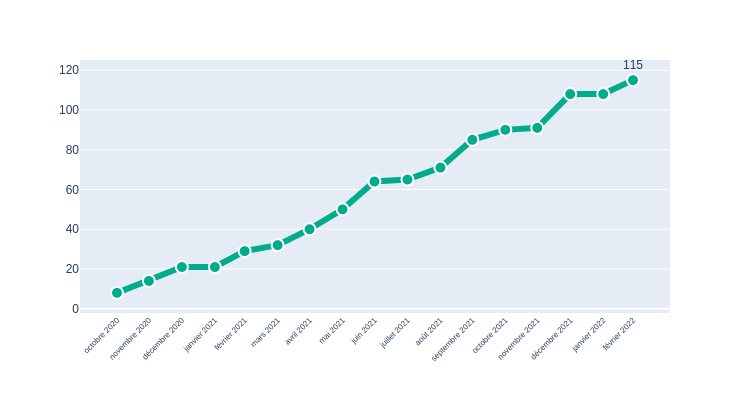 115
120
100
80
60
40
20
0
octobre 2020
novembre 2020
décembre 2020
janvier 2021
février 2021
mars 2021
avril 2021
mai 2021
juin 2021
juillet 2021
août 2021
septembre 2021
octobre 2021
novembre 2021
décembre 2021
janvier 2022
février 2022